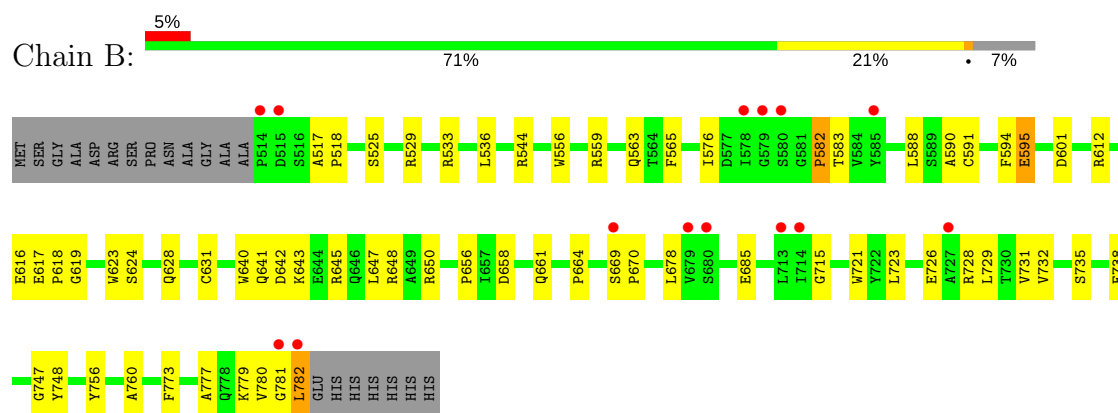 5%
Chain B:
71% 21% • 7%
MET SER GLY ALA ASP ARG SER PRO ASN ALA GLY ALA ALA P514 D515 S516 A517 P518 S525 R529 R533 L536 R544 W556 R559 Q563 T564 F565 I576 D577 I578 G579 S580 G581 P582 T583 V584 Y585 L588 S589 A590 C591 F594 E595 D601 R612
E616 E617 P618 G619 W623 S624 Q628 C631 W640 Q641 D642 K643 E644 R645 Q646 L647 R648 A649 R650 P656 I657 D658 Q661 P664 S669 P670 L678 V679 S680 E685 L713 I714 G715 W721 Y722 L723 E726 A727 R728 L729 T730 V731 V732 S735
G747 Y748 Y756 A760 F773 A777 Q778 K779 V780 G781 L782 GLU HIS HIS HIS HIS HIS HIS